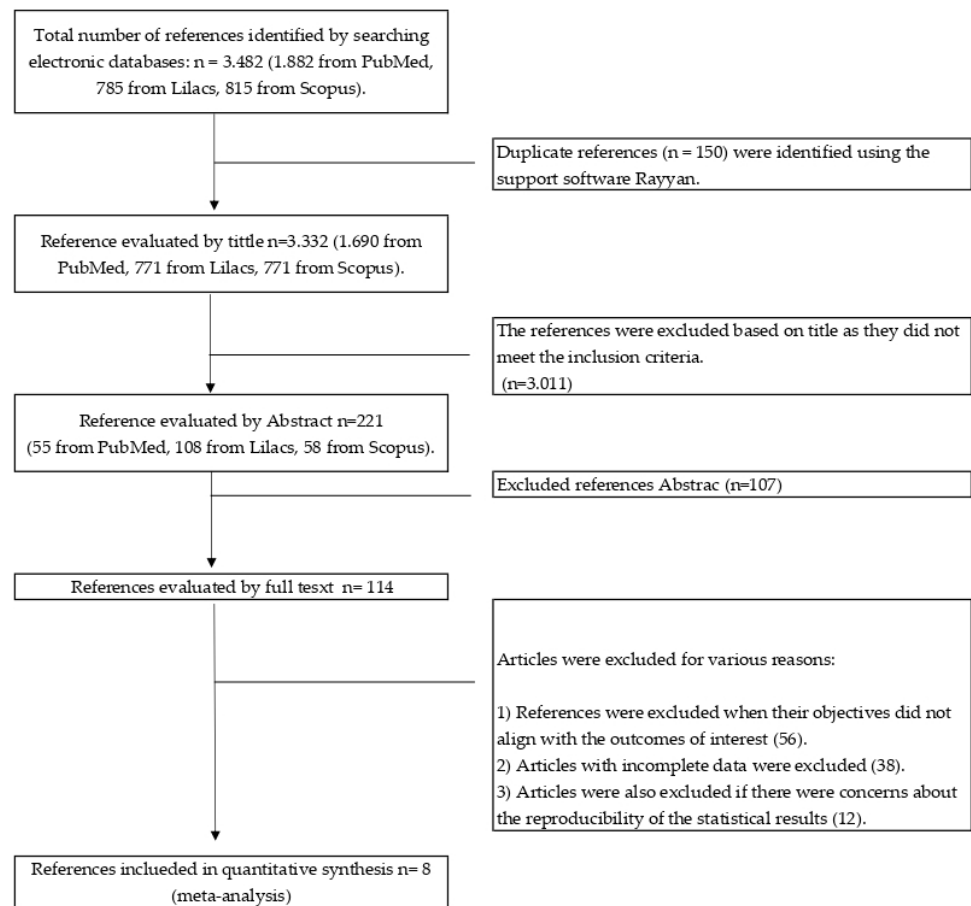 Total number of references identified by searching
electronic databases: n = 3.482 (1.882 from PubMed,
785 from Lilacs, 815 from Scopus).
Duplicate references (n = 150) were identified using the
support software Rayyan.
Reference evaluated by tittle n=3.332 (1.690 from
PubMed, 771 from Lilacs, 771 from Scopus).
The references were excluded based on title as they did not
meet the inclusion criteria.
(n=3.011)
Reference evaluated by Abstract n=221
(55 from PubMed, 108 from Lilacs, 58 from Scopus).
Excluded references Abstrac (n=107)
References evaluated by full tesxt n= 114
Articles were excluded for various reasons:
1) References were excluded when their objectives did not
align with the outcomes of interest (56).
2) Articles with incomplete data were excluded (38).
3) Articles were also excluded if there were concerns about
the reproducibility of the statistical results (12).
References inclueded in quantitative synthesis n= 8
(meta-analysis)